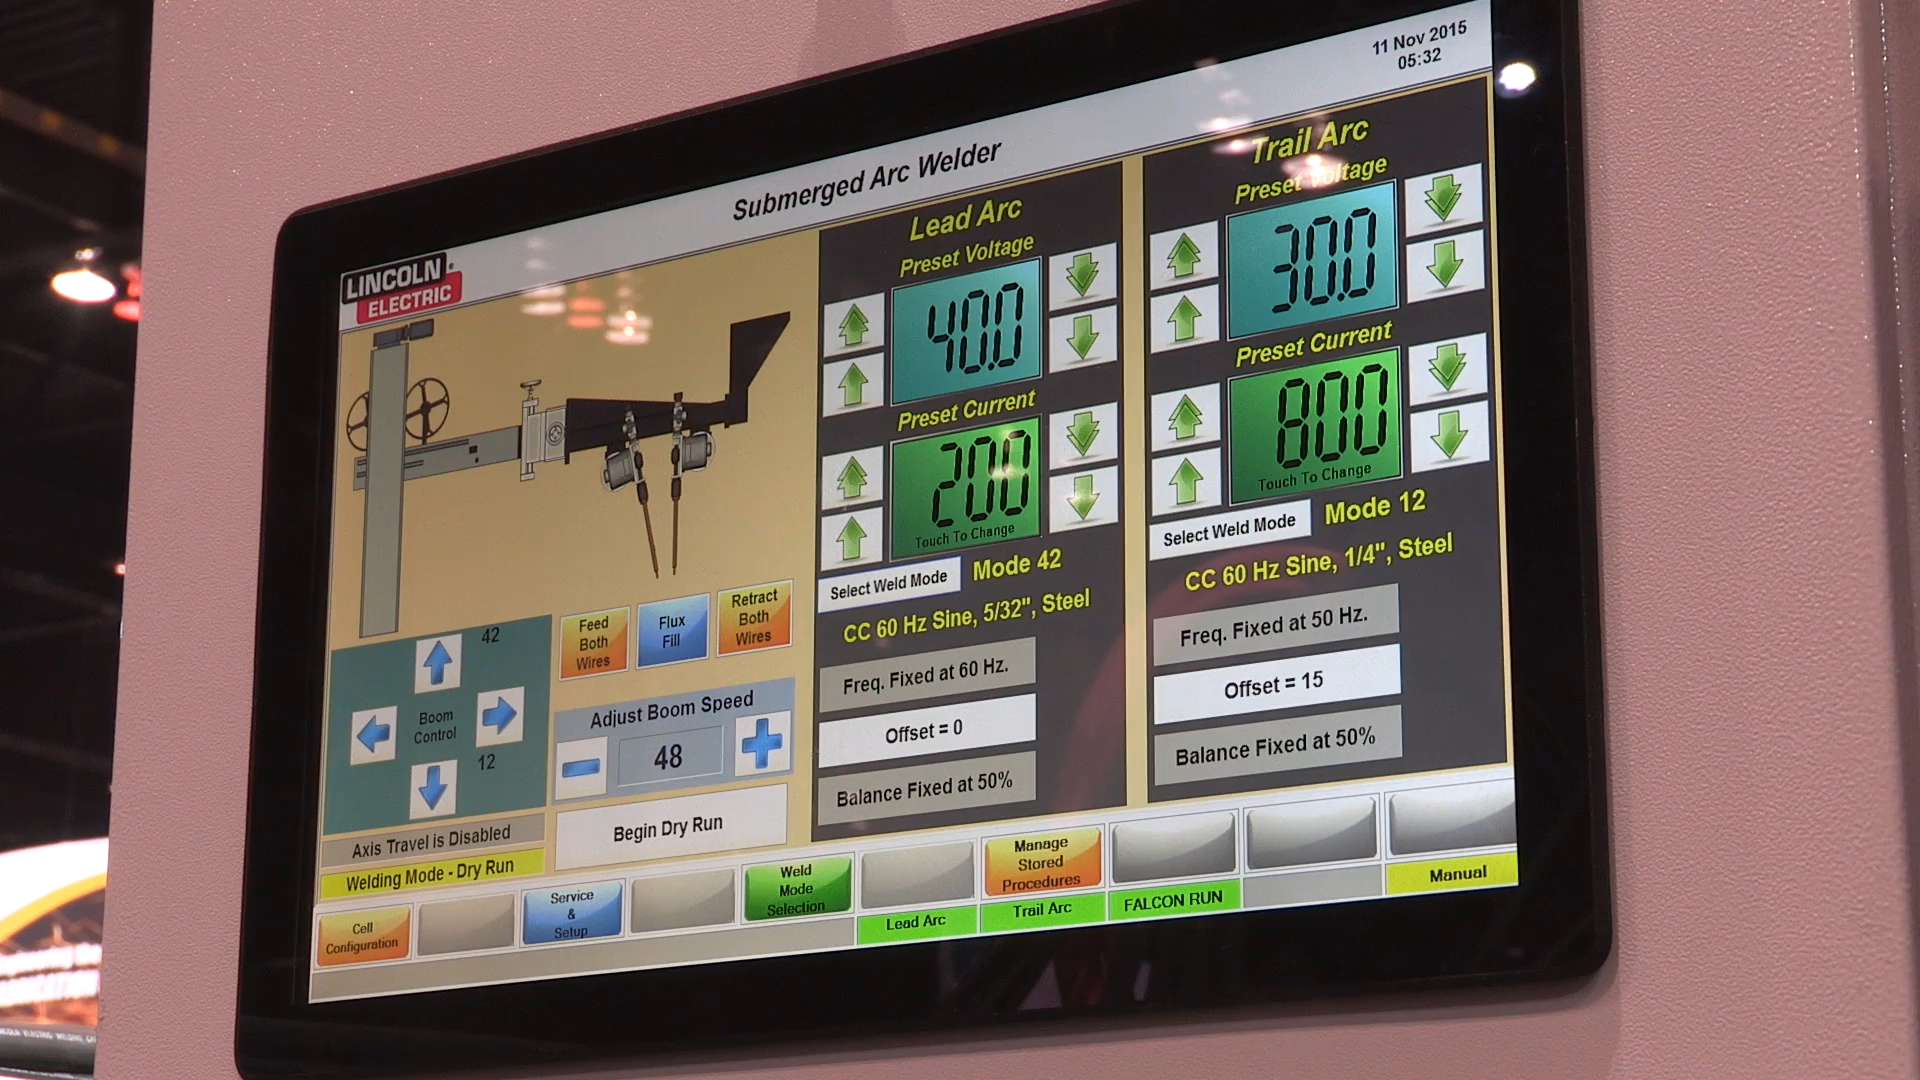 11 Nov 2015
05:32
Submerged Arc Welder
LINCOLN
ELECTRIC
Lead Arc
Preset Voltage
40.0
Preset Current
200
Touch To Change
Select Weld Mode
Mode 42
CC 60 Hz Sine, 5/32", Steel
Freq. Fixed at 60 Hz.
Offset = 0
Balance Fixed at 50%
Trail Arc
Preset Voltage
30.0
Preset Current
800
Touch To Change
Select Weld Mode
Mode 12
CC 60 Hz Sine, 1/4", Steel
Freq. Fixed at 50 Hz.
Offset = 15
Balance Fixed at 50%
42
Boom
Control
12
Feed
Both
Wires
Flux
Fill
Retract
Both
Wires
Adjust Boom Speed
48
Begin Dry Run
Axis Travel is Disabled
Welding Mode - Dry Run
Cell
Configuration
Service
&
Setup
Weld
Mode
Selection
Manage
Stored
Procedures
Lead Arc
Trail Arc
FALCON RUN
Manual